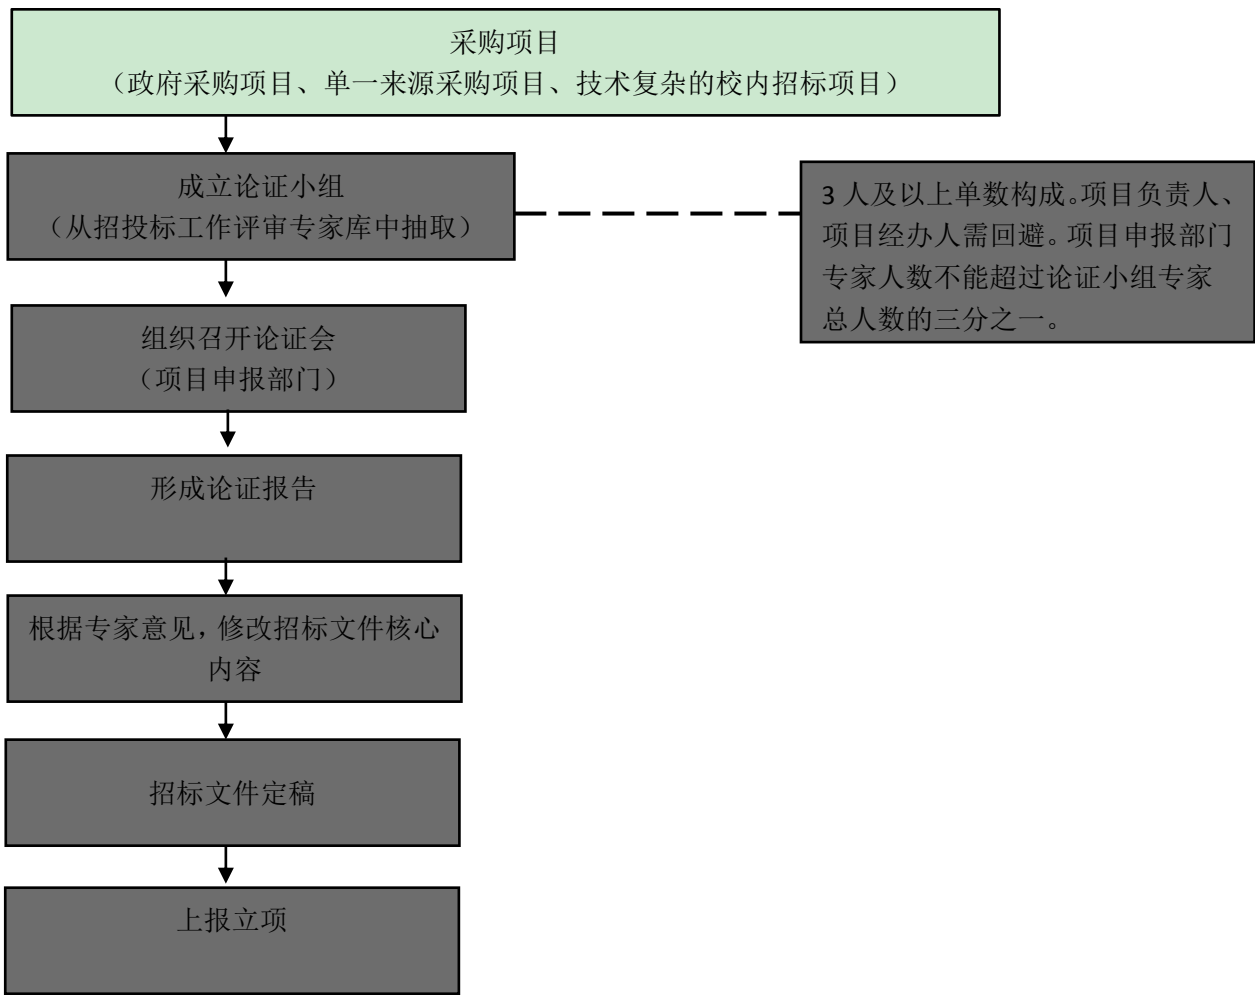 采购项目
（政府采购项目、单一来源采购项目、技术复杂的校内招标项目）
成立论证小组
（从招投标工作评审专家库中抽取）
3 人及以上单数构成。项目负责人、
项目经办人需回避。项目申报部门
专家人数不能超过论证小组专家
总人数的三分之一。
组织召开论证会
（项目申报部门）
形成论证报告
根据专家意见，修改招标文件核心
内容
招标文件定稿
上报立项